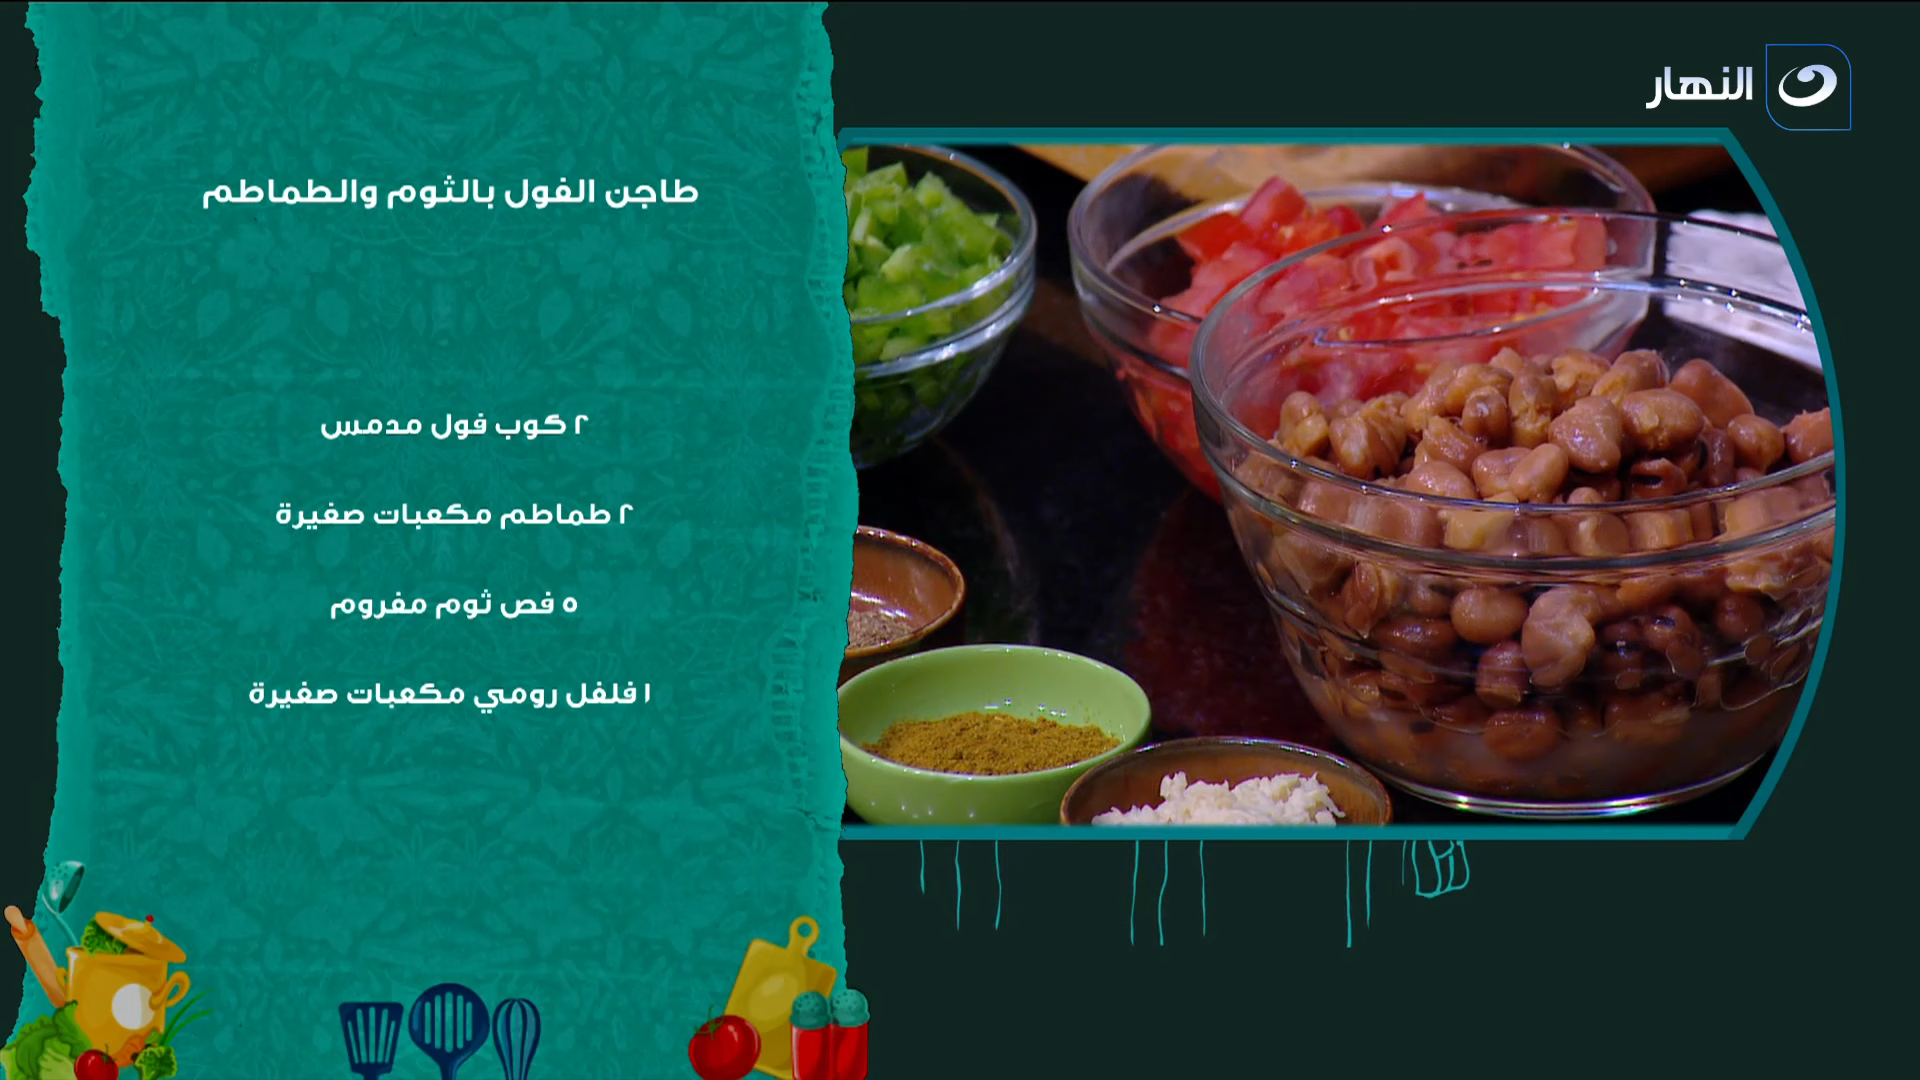 النهار
طاجن الفول بالثوم والطماطم
٢ كوب فول مدمس
٢ طماطم مكعبات صغيرة
٥ فص ثوم مفروم
١ فلفل رومي مكعبات صغيرة